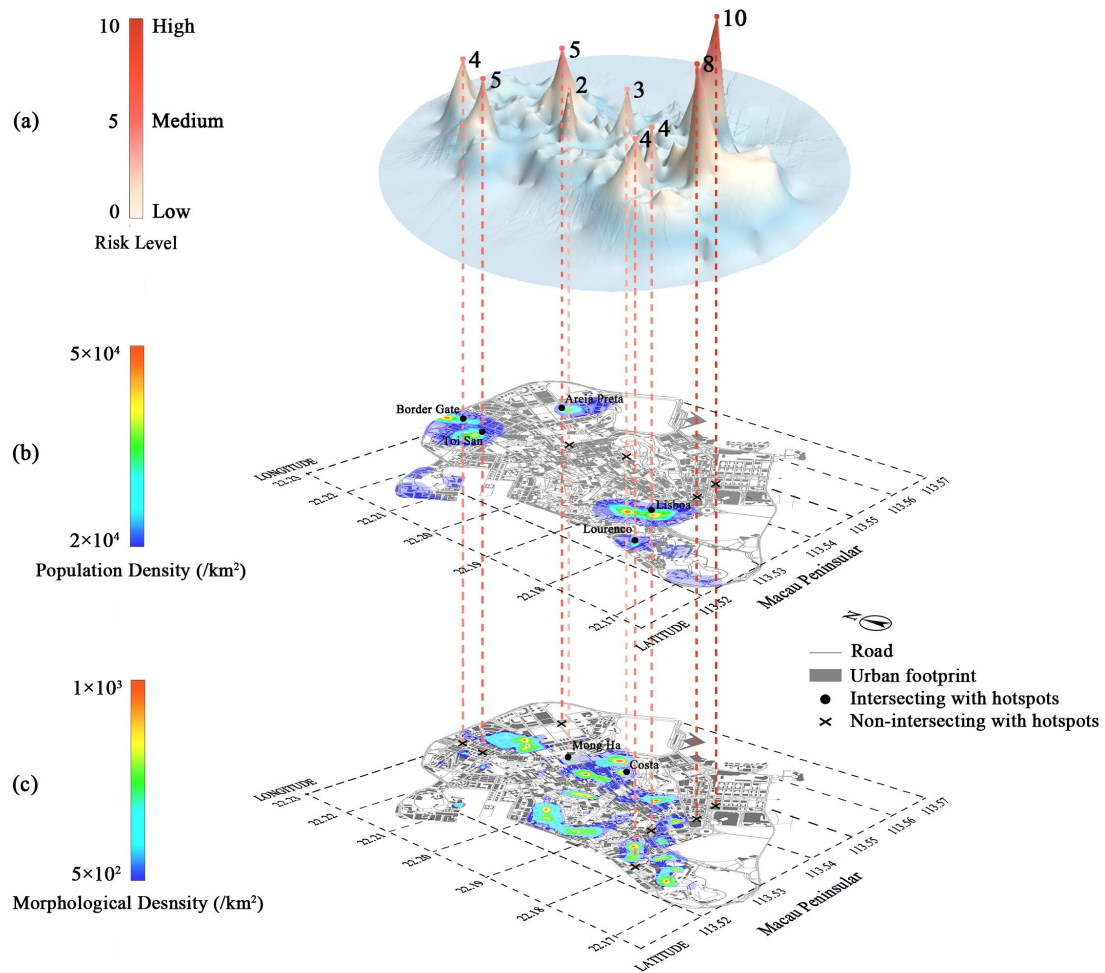 (a)
10
High
5
Medium
0
Low
Risk Level
4
5
5
2
3
4
4
8
10
(b)
5×10⁴
2×10⁴
Population Density (/km²)
Border Gate
Toi San
Areia Preta
Lisboa
Lourenco
LONGITUDE
22.23
22.22
22.21
22.20
22.19
22.18
22.17
LATITUDE
113.52
113.53
113.54
113.55
113.56
113.57
Macau Peninsular
N
Road
Urban footprint
Intersecting with hotspots
Non-intersecting with hotspots
(c)
1×10³
5×10²
Morphological Desnsity (/km²)
Mong Ha
Costa
LONGITUDE
22.23
22.22
22.23
22.20
22.19
22.18
22.17
LATITUDE
113.52
113.53
113.54
113.55
113.56
113.57
Macau Peninsular